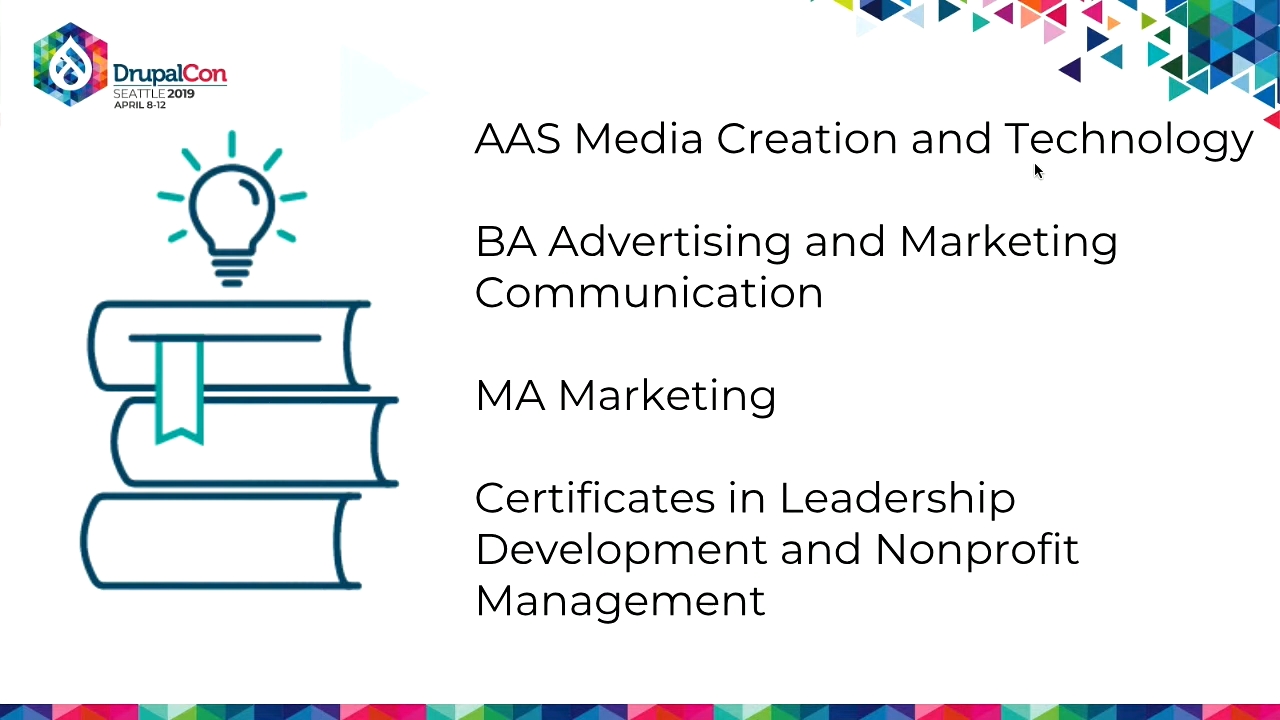 DrupalCon
SEATTLE 2019
APRIL 8-12
AAS Media Creation and Technology
BA Advertising and Marketing
Communication
MA Marketing
Certificates in Leadership
Development and Nonprofit
Management